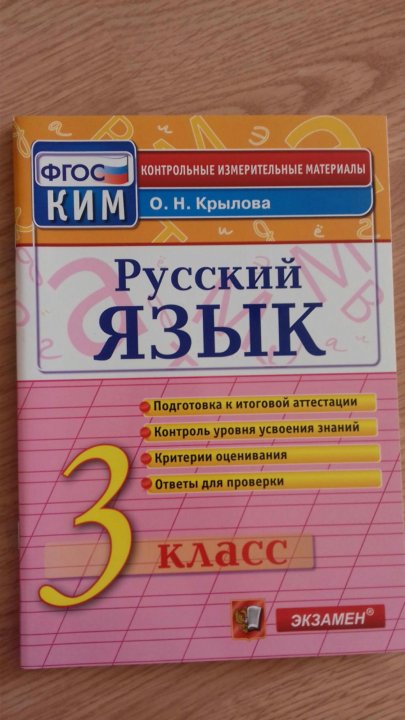 ФГОС
КИМ
КОНТРОЛЬНЫЕ ИЗМЕРИТЕЛЬНЫЕ МАТЕРИАЛЫ
О. Н. Крылова
Русский
ЯЗЫК
Подготовка к итоговой аттестации
Контроль уровня усвоения знаний
Критерии оценивания
Ответы для проверки
3 класс
ЭКЗАМЕН®